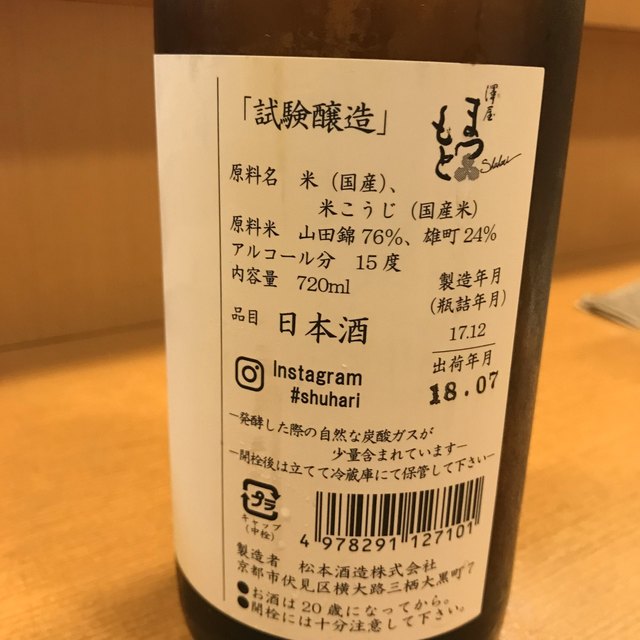 「試験醸造」
澤屋
まつもと
Shuhari
原料名 米（国産）、
米こうじ（国産米）
原料米 山田錦76%、雄町24%
アルコール分 15度
内容量 720ml
製造年月
（瓶詰年月）
17.12
出荷年月
18.07
品目 日本酒
Instagram
#shuhari
−発酵した際の自然な炭酸ガスが
少量含まれています−
−開栓後は立てて冷蔵庫にて保管して下さい−
プラ
キャップ
（中栓）
4 978291 127101
製造者 松本酒造株式会社
京都市伏見区横大路三栖大黒町7
●お酒は20歳になってから。
●開栓には十分注意して下さい。